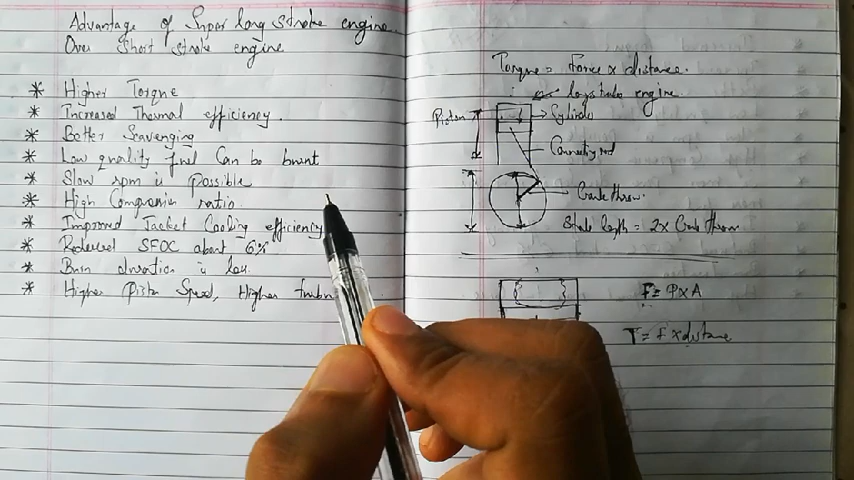 Advantage of Super long stroke engine
Over Short stroke engine
* Higher Torque
* Increased Thermal efficiency.
* Better Scavenging
* Low quality fuel Can be burnt
* Slow rpm is possible
* High Compression ratio.
* Improved Jacket Cooling efficiency
* Reduced SFOC about 6%
* Burn duration is less.
* Higher Piston Speed, Higher
Torque = Force x distance.
long stroke engine
Piston
Cylinder
Connecting rod
Crank throw.
Stroke length = 2x Crank throw
F = P x A
T = F x distance